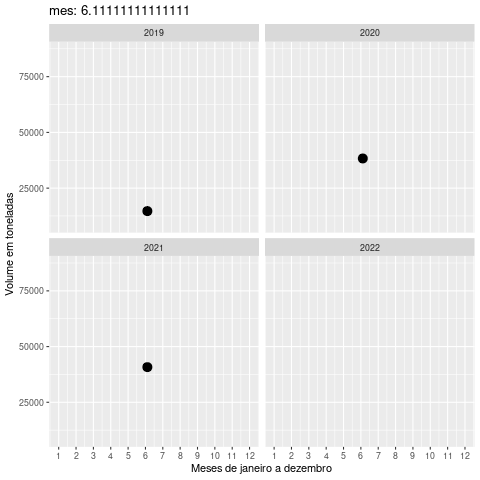 mes: 6.11111111111111
2019 2020
75000
50000
25000
Volume em toneladas
2021 2022
75000
50000
25000
1 2 3 4 5 6 7 8 9 10 11 12 1 2 3 4 5 6 7 8 9 10 11 12
Meses de janeiro a dezembro